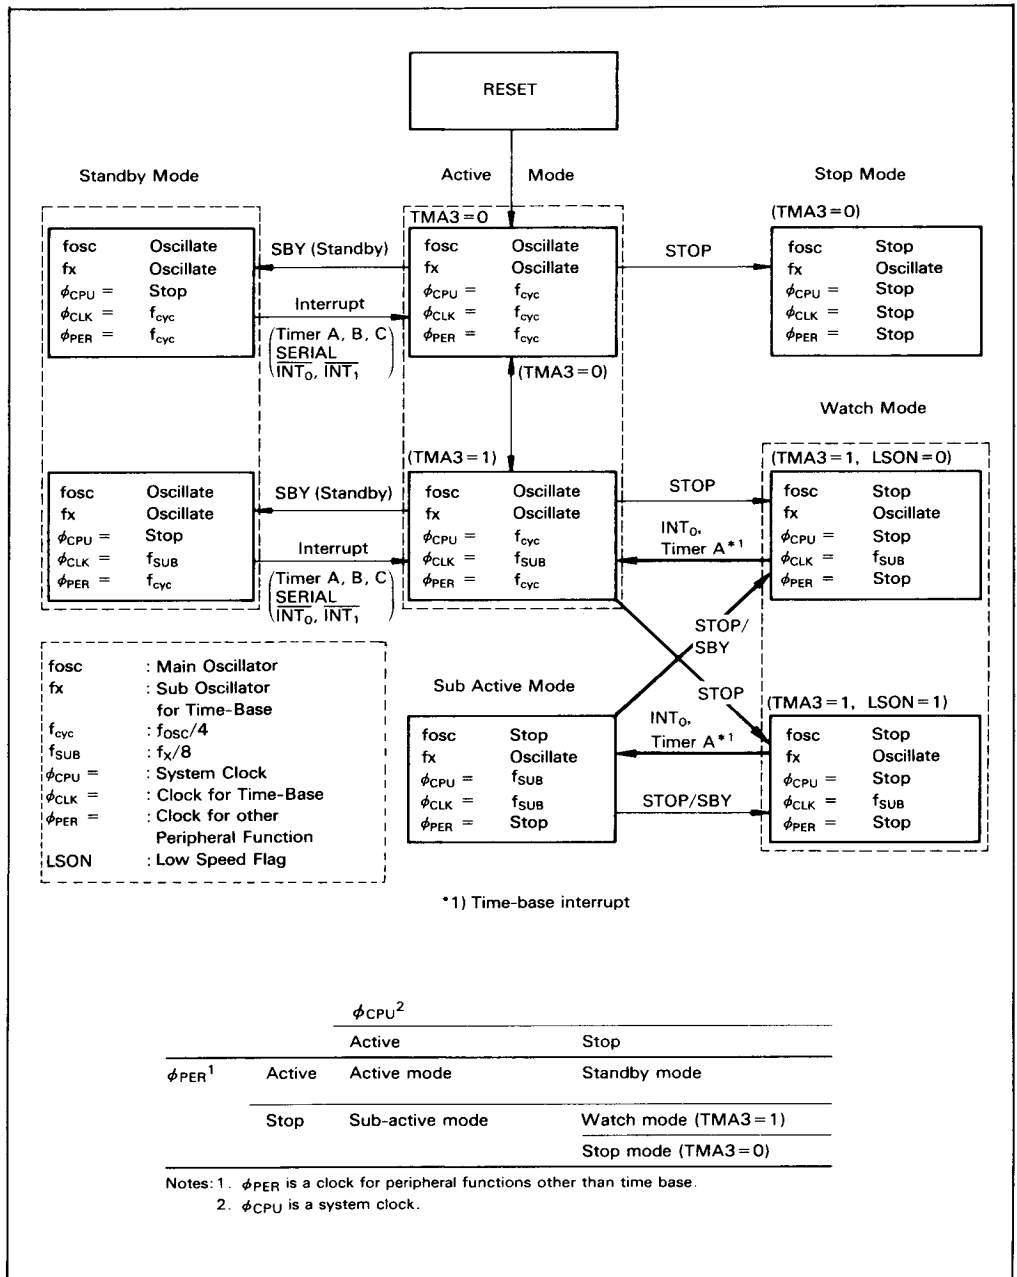 RESET
Standby Mode
Active Mode
Stop Mode
TMA3=0
(TMA3=0)
fosc Oscillate
fx Oscillate
ϕCPU = Stop
ϕCLK = fcyc
ϕPER = fcyc
SBY (Standby)
Interrupt
(Timer A, B, C
SERIAL
INT0, INT1)
fosc Oscillate
fx Oscillate
ϕCPU = fcyc
ϕCLK = fcyc
ϕPER = fcyc
STOP
fosc Stop
fx Oscillate
ϕCPU = Stop
ϕCLK = Stop
ϕPER = Stop
(TMA3=0)
Watch Mode
(TMA3=1)
(TMA3=1, LSON=0)
fosc Oscillate
fx Oscillate
ϕCPU = Stop
ϕCLK = fSUB
ϕPER = fcyc
SBY (Standby)
Interrupt
(Timer A, B, C
SERIAL
INT0, INT1)
fosc Oscillate
fx Oscillate
ϕCPU = fcyc
ϕCLK = fSUB
ϕPER = fcyc
STOP
INT0,
Timer A*1
fosc Stop
fx Oscillate
ϕCPU = Stop
ϕCLK = fSUB
ϕPER = Stop
STOP/
SBY
STOP
fosc : Main Oscillator
fx : Sub Oscillator
for Time-Base
fcyc : fosc/4
fSUB : fx/8
ϕCPU = : System Clock
ϕCLK = : Clock for Time-Base
ϕPER = : Clock for other
Peripheral Function
LSON : Low Speed Flag
Sub Active Mode
(TMA3=1, LSON=1)
fosc Stop
fx Oscillate
ϕCPU = fSUB
ϕCLK = fSUB
ϕPER = Stop
INT0,
Timer A*1
STOP/SBY
fosc Stop
fx Oscillate
ϕCPU = Stop
ϕCLK = fSUB
ϕPER = Stop
*1) Time-base interrupt
ϕCPU2
Active Stop
ϕPER1 Active Active mode Standby mode
Stop Sub-active mode Watch mode (TMA3=1)
Stop mode (TMA3=0)
Notes: 1. ϕPER is a clock for peripheral functions other than time base.
2. ϕCPU is a system clock.